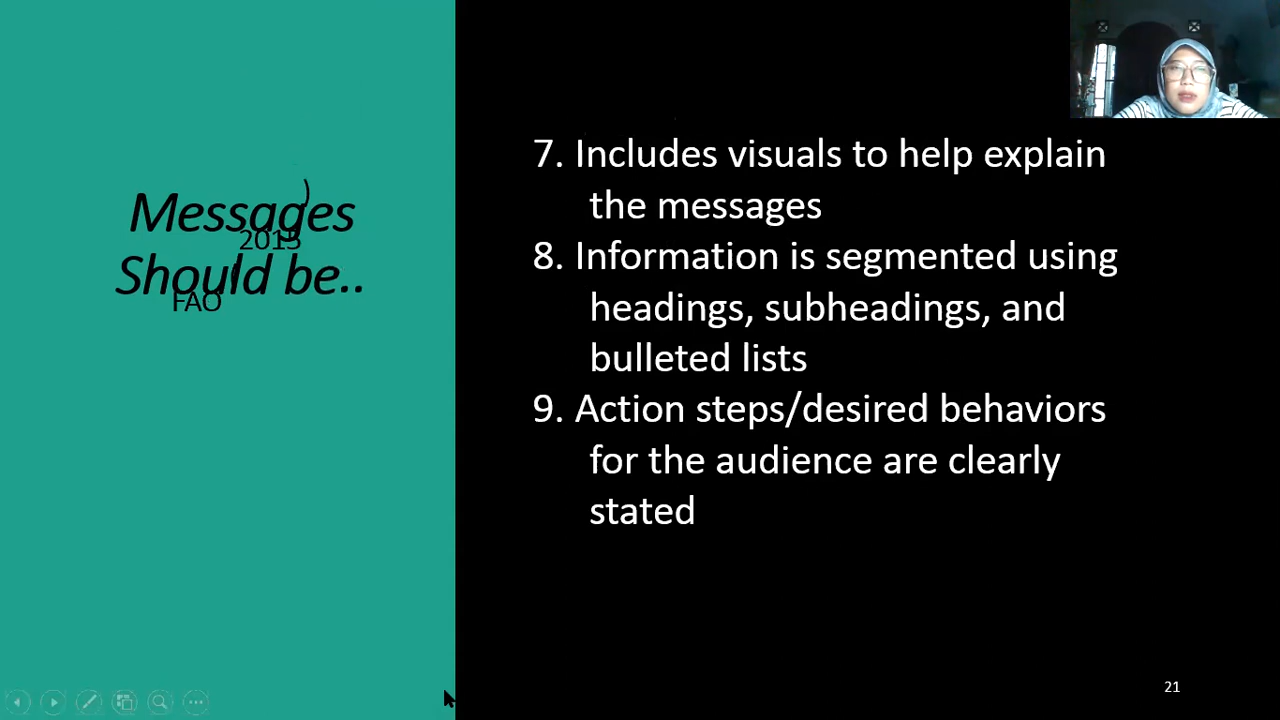 Messages
Should be..
)
2015
FAO
7. Includes visuals to help explain
the messages
8. Information is segmented using
headings, subheadings, and
bulleted lists
9. Action steps/desired behaviors
for the audience are clearly
stated
21